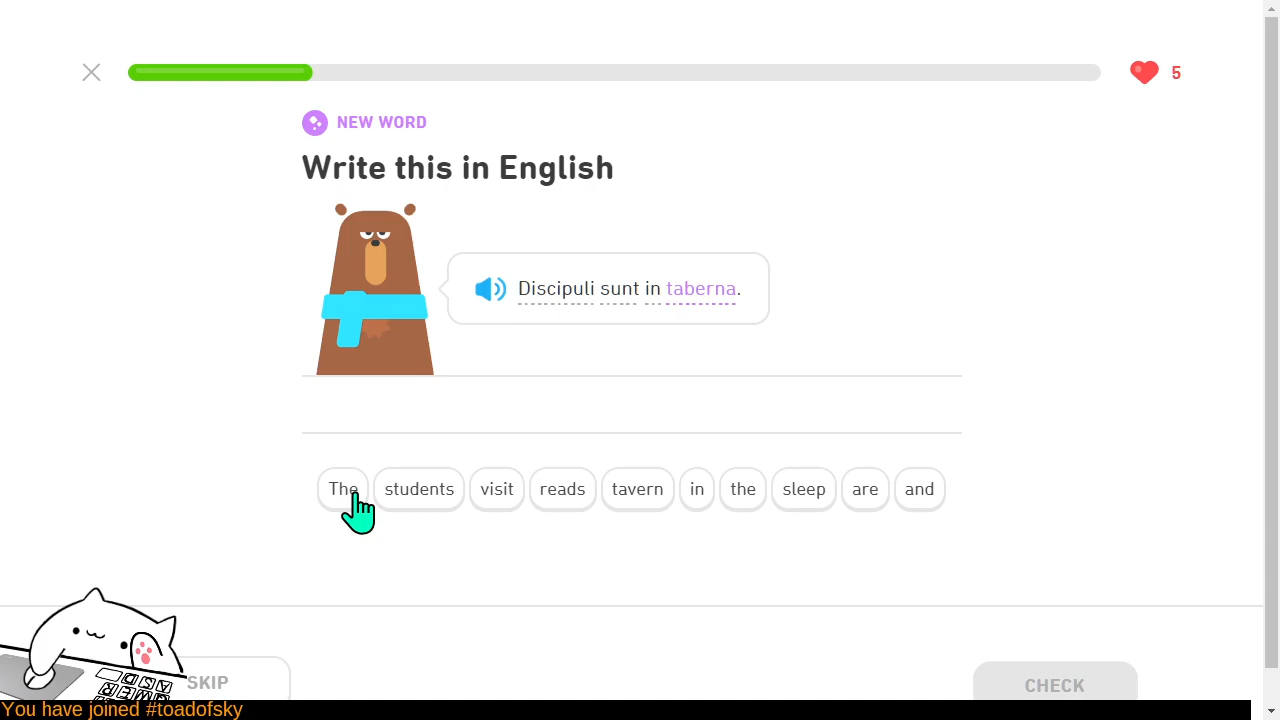 5
NEW WORD
Write this in English
Discipuli sunt in taberna.
The students visit reads tavern in the sleep are and
SKIP
CHECK
You have joined #toadofsky